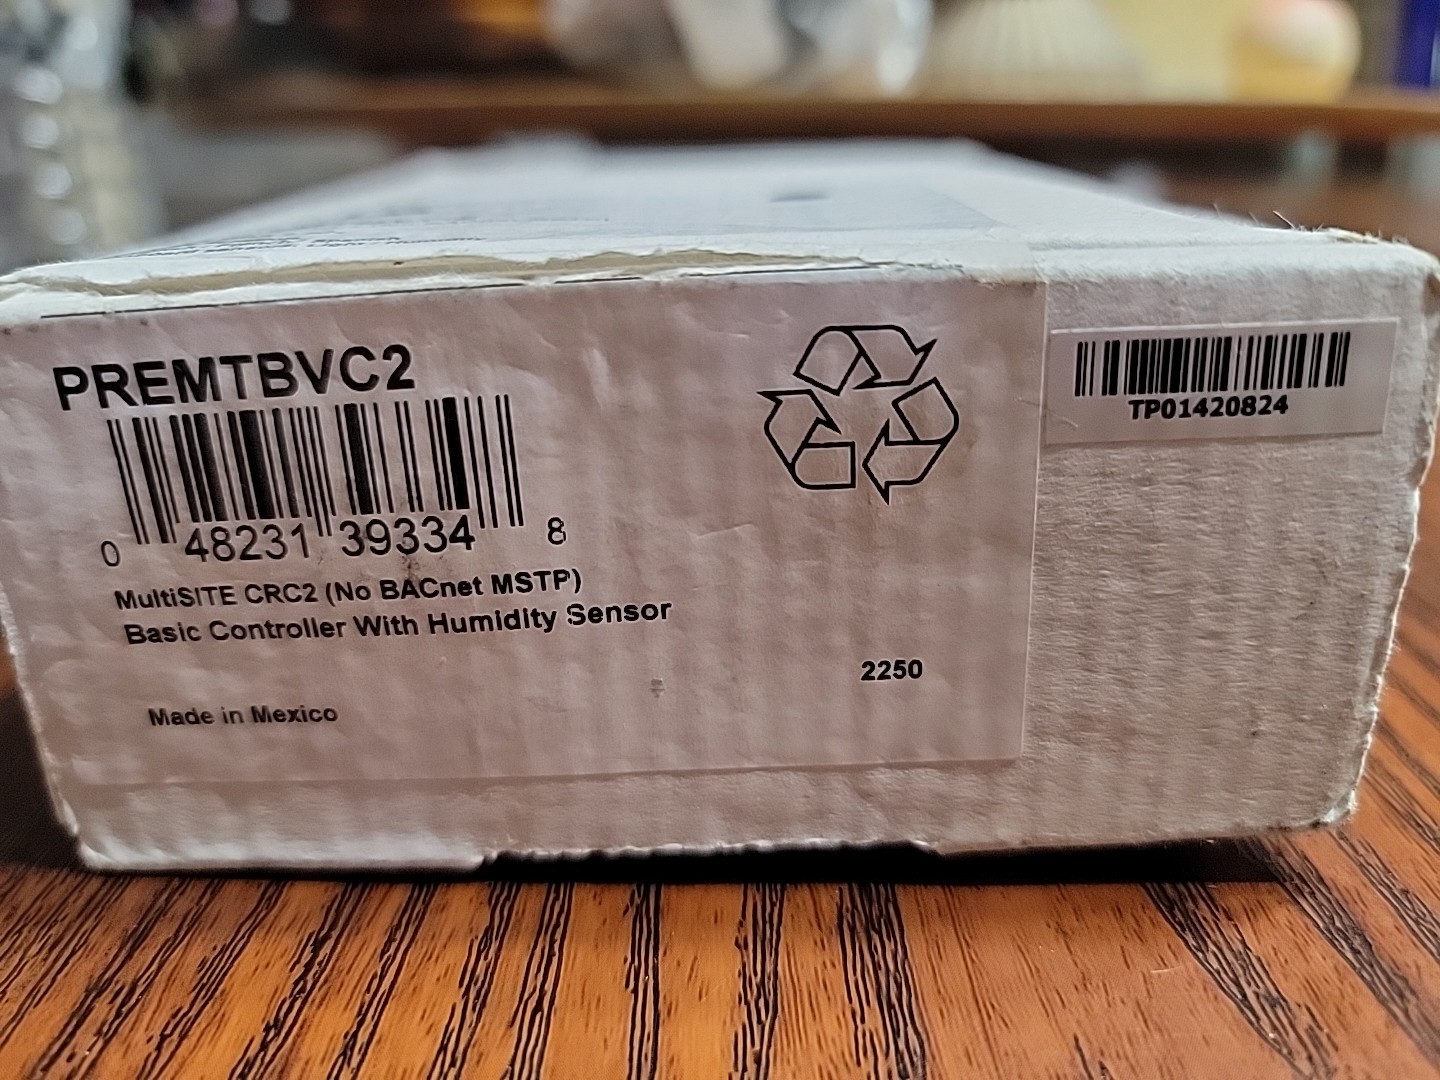 PREMTBVC2
0 48231 39334 8
MultiSITE CRC2 (No BACnet MSTP)
Basic Controller With Humidity Sensor
2250
Made in Mexico
TP01420824